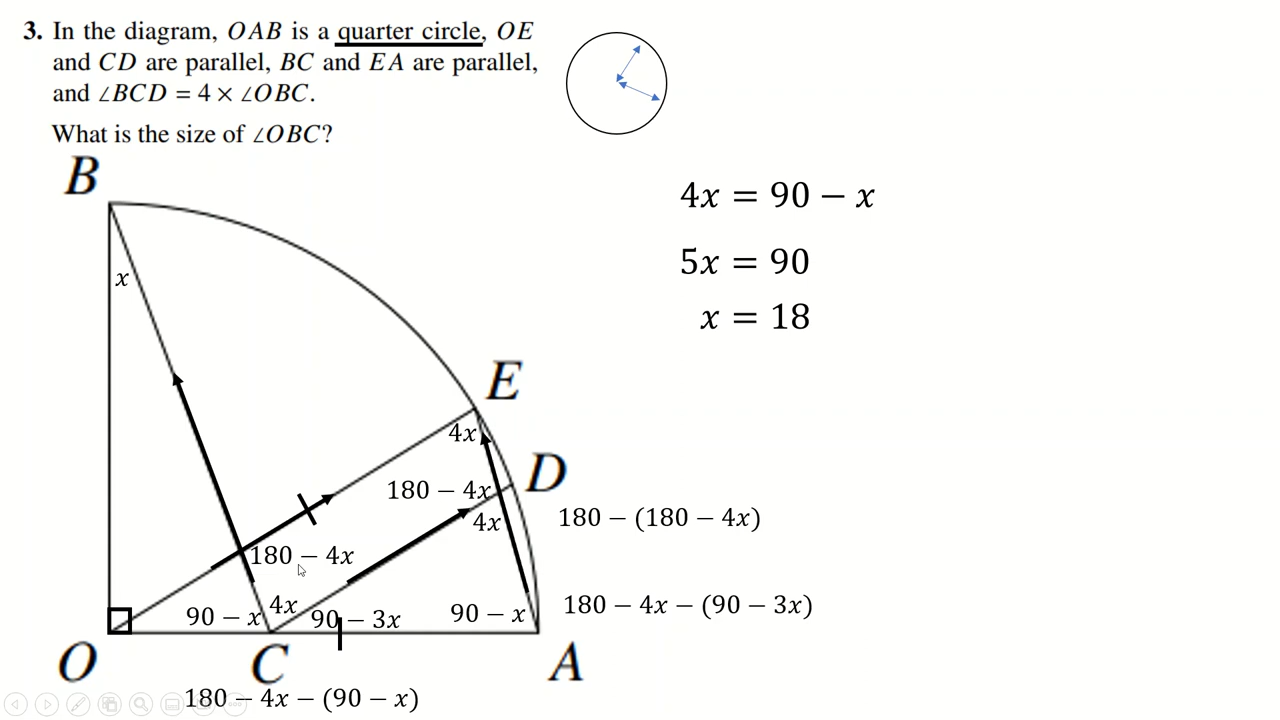 3. In the diagram, OAB is a quarter circle, OE
and CD are parallel, BC and EA are parallel,
and ∠BCD = 4 × ∠OBC.
What is the size of ∠OBC?
B
4x = 90 − x
5x = 90
x = 18
x
E
4x
D
180 − 4x
4x
180 − (180 − 4x)
180 − 4x
4x
90 − x
90 − 3x
90 − x
180 − 4x − (90 − 3x)
O
C
A
180 − 4x − (90 − x)